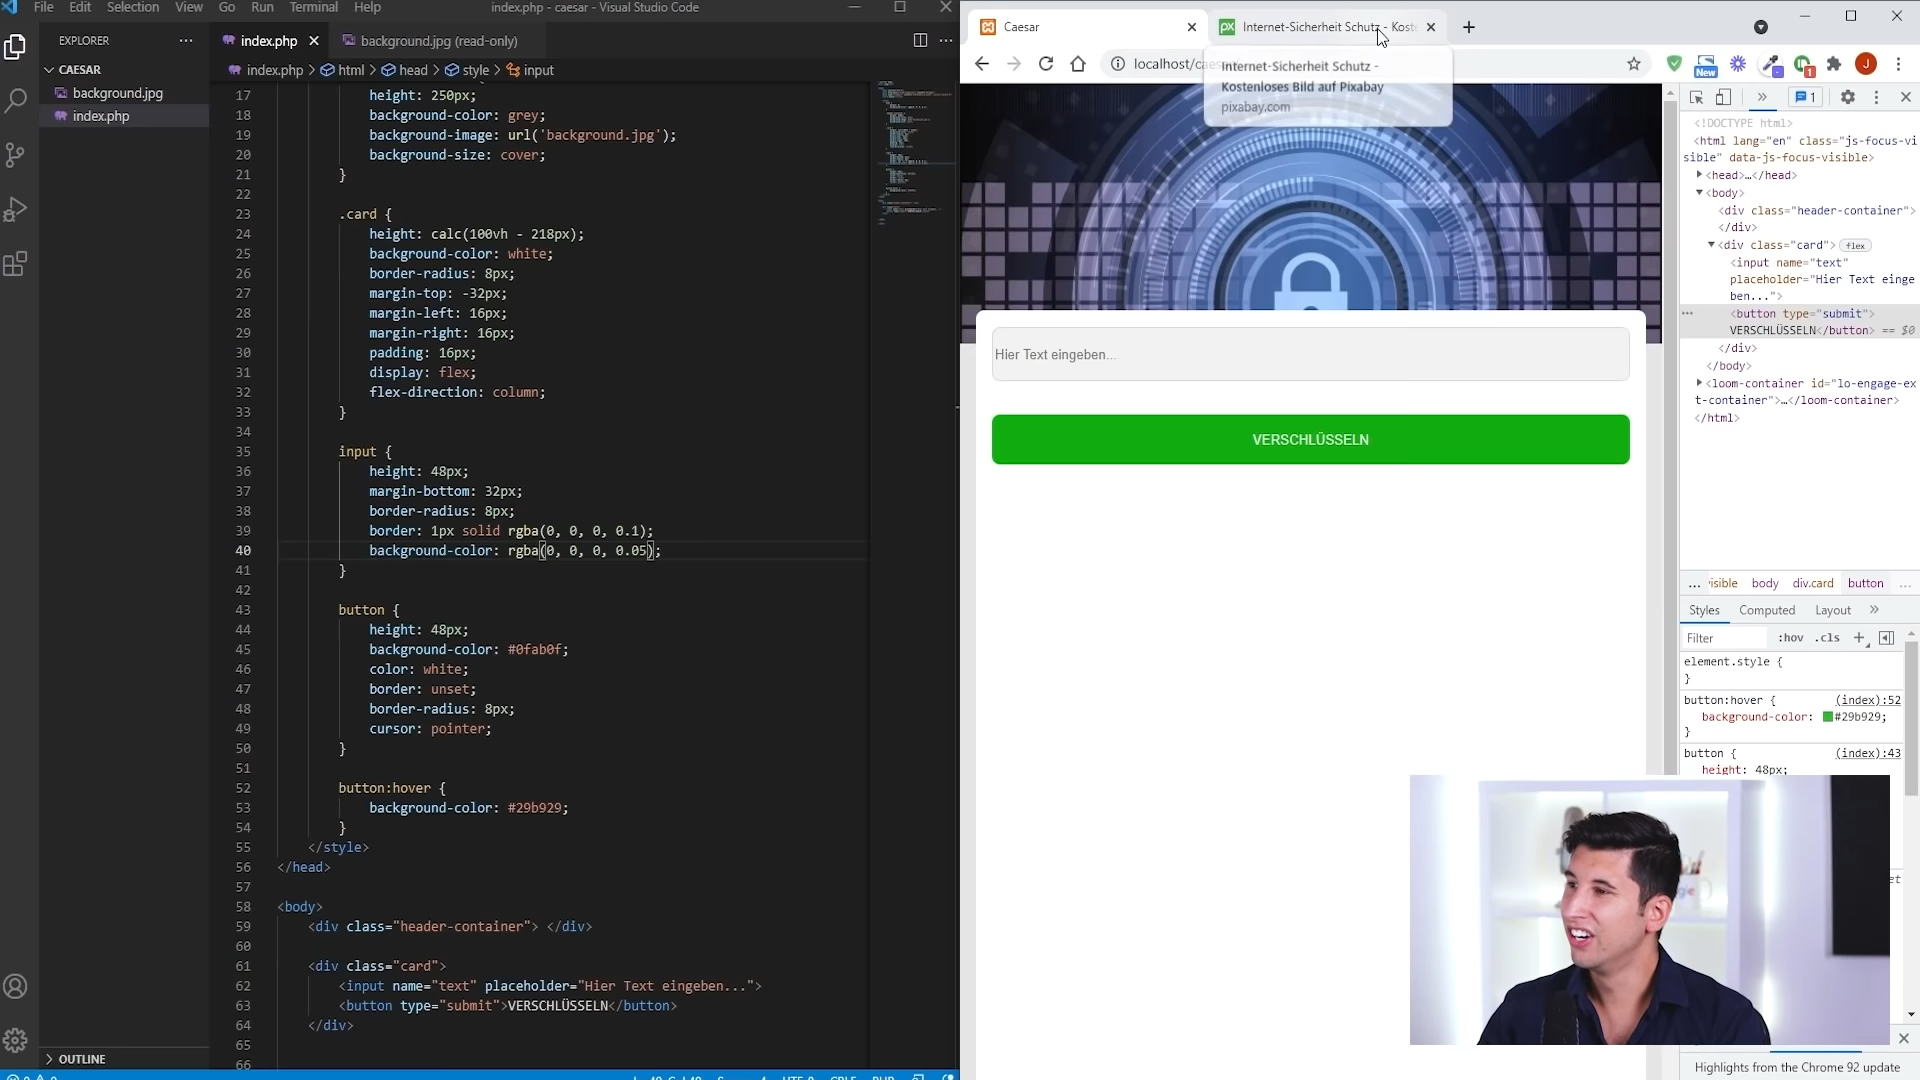 File Edit Selection View Go Run Terminal Help
index.php - caesar - Visual Studio Code
EXPLORER
CAESAR
background.jpg
index.php
OUTLINE
index.php
background.jpg (read-only)
index.php > html > head > style > input
17 height: 250px;
18 background-color: grey;
19 background-image: url('background.jpg');
20 background-size: cover;
21 }
22
23 .card {
24 height: calc(100vh - 218px);
25 background-color: white;
26 border-radius: 8px;
27 margin-top: -32px;
28 margin-left: 16px;
29 margin-right: 16px;
30 padding: 16px;
31 display: flex;
32 flex-direction: column;
33 }
34
35 input {
36 height: 48px;
37 margin-bottom: 32px;
38 border-radius: 8px;
39 border: 1px solid rgba(0, 0, 0, 0.1);
40 background-color: rgba(0, 0, 0, 0.05);
41 }
42
43 button {
44 height: 48px;
45 background-color: #0fab0f;
46 color: white;
47 border: unset;
48 border-radius: 8px;
49 cursor: pointer;
50 }
51
52 button:hover {
53 background-color: #29b929;
54 }
55 </style>
56 </head>
57
58 <body>
59 <div class="header-container"> </div>
60
61 <div class="card">
62 <input name="text" placeholder="Hier Text eingeben...">
63 <button type="submit">VERSCHLÜSSELN</button>
64 </div>
65
66
Caesar
Internet-Sicherheit Schutz - Kost
localhost/
New
1
J
Internet-Sicherheit Schutz -
Kostenloses Bild auf Pixabay
pixabay.com
Hier Text eingeben...
VERSCHLÜSSELN
1
<!DOCTYPE html>
<html lang="en" class="js-focus-vi
sible" data-js-focus-visible>
<head>…</head>
<body>
<div class="header-container">
</div>
<div class="card"> flex
<input name="text"
placeholder="Hier Text einge
ben...">
<button type="submit">
VERSCHLÜSSELN</button> == $0
</div>
</body>
<loom-container id="lo-engage-ex
t-container">…</loom-container>
</html>
... visible body div.card button ...
Styles Computed Layout
Filter :hov .cls
element.style {
}
button:hover { (index):52
background-color: #29b929;
}
button { (index):43
height: 48px;
Highlights from the Chrome 92 update